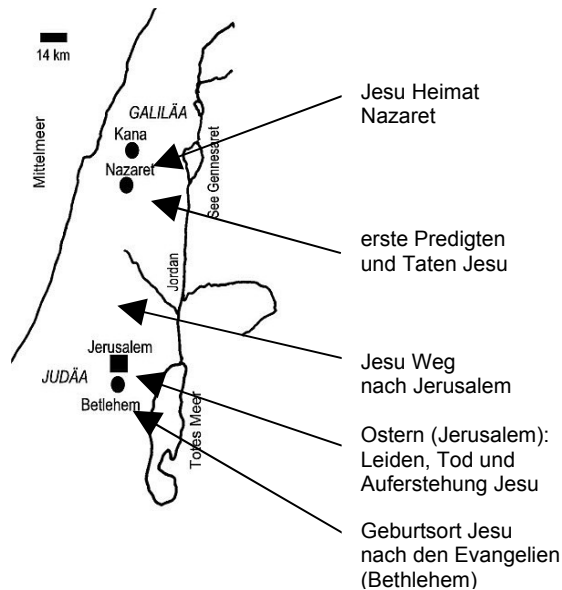 14 km
GALILÄA
Kana
Nazaret
Mittelmeer
See Gennesaret
Jordan
Jerusalem
JUDÄA
Betlehem
Totes Meer
Jesu Heimat
Nazaret
erste Predigten
und Taten Jesu
Jesu Weg
nach Jerusalem
Ostern (Jerusalem):
Leiden, Tod und
Auferstehung Jesu
Geburtsort Jesu
nach den Evangelien
(Bethlehem)